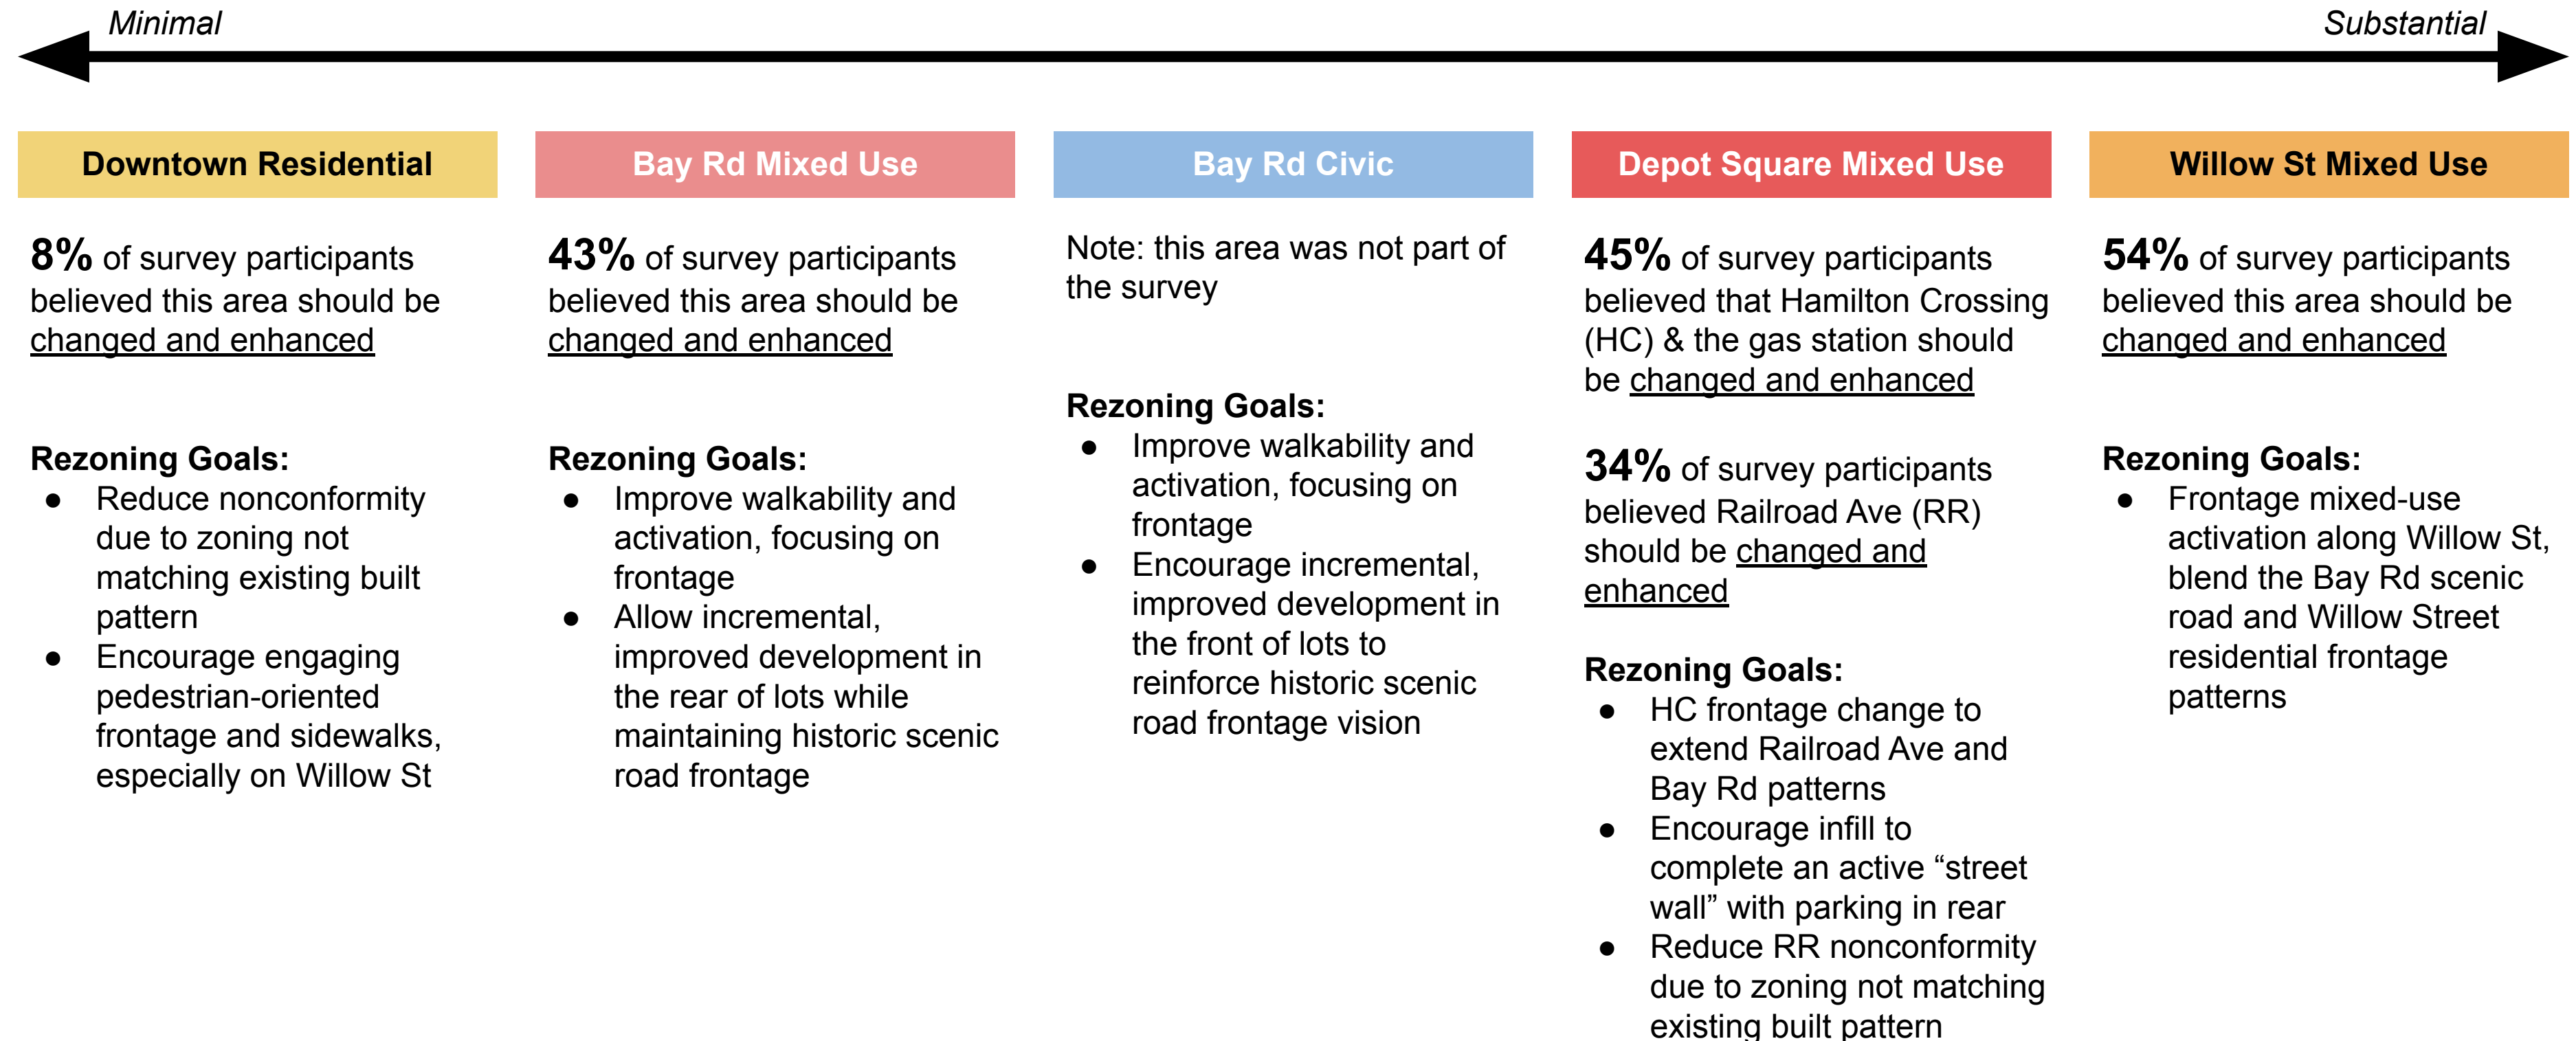 Minimal
Substantial
Downtown Residential
8% of survey participants
believed this area should be
changed and enhanced
Rezoning Goals:
● Reduce nonconformity
due to zoning not
matching existing built
pattern
● Encourage engaging
pedestrian-oriented
frontage and sidewalks,
especially on Willow St
Bay Rd Mixed Use
43% of survey participants
believed this area should be
changed and enhanced
Rezoning Goals:
● Improve walkability and
activation, focusing on
frontage
● Allow incremental,
improved development in
the rear of lots while
maintaining historic scenic
road frontage
Bay Rd Civic
Note: this area was not part of
the survey
Rezoning Goals:
● Improve walkability and
activation, focusing on
frontage
● Encourage incremental,
improved development in
the front of lots to
reinforce historic scenic
road frontage vision
Depot Square Mixed Use
45% of survey participants
believed that Hamilton Crossing
(HC) & the gas station should
be changed and enhanced
34% of survey participants
believed Railroad Ave (RR)
should be changed and
enhanced
Rezoning Goals:
● HC frontage change to
extend Railroad Ave and
Bay Rd patterns
● Encourage infill to
complete an active “street
wall” with parking in rear
● Reduce RR nonconformity
due to zoning not matching
existing built pattern
Willow St Mixed Use
54% of survey participants
believed this area should be
changed and enhanced
Rezoning Goals:
● Frontage mixed-use
activation along Willow St,
blend the Bay Rd scenic
road and Willow Street
residential frontage
patterns